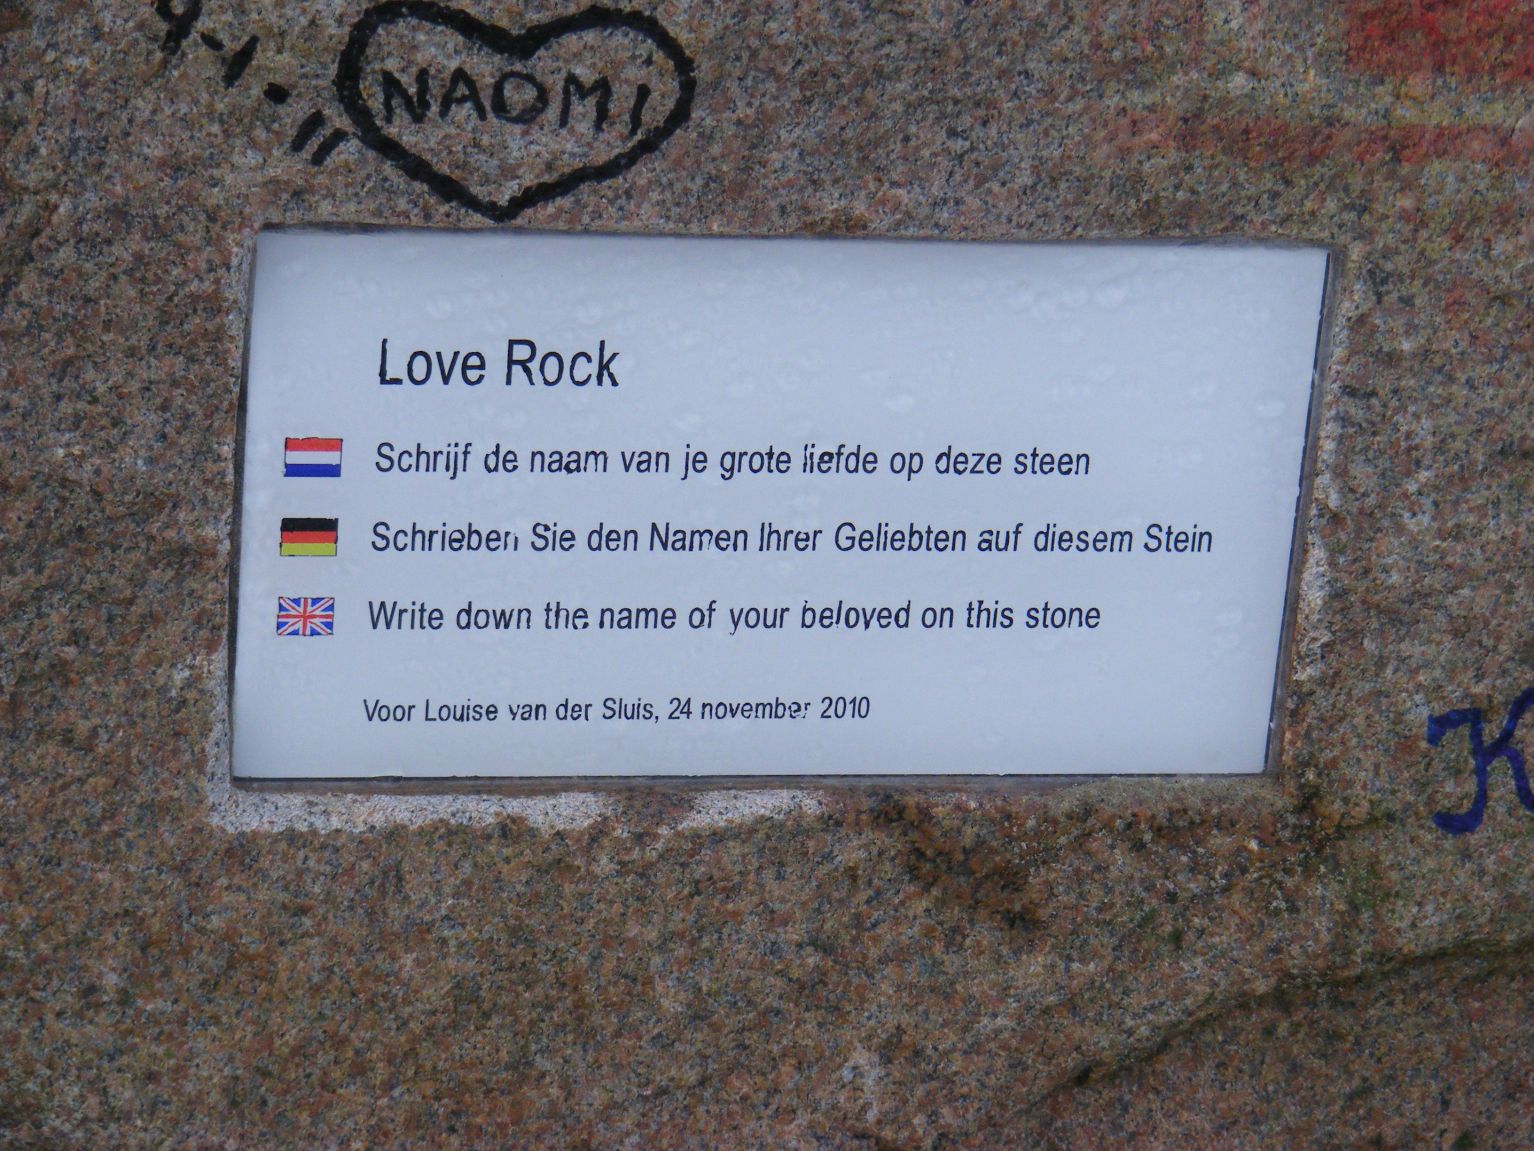 NAOMI
Love Rock
Schrijf de naam van je grote liefde op deze steen
Schrieben Sie den Namen Ihrer Geliebten auf diesem Stein
Write down the name of your beloved on this stone
Voor Louise van der Sluis, 24 november 2010
K